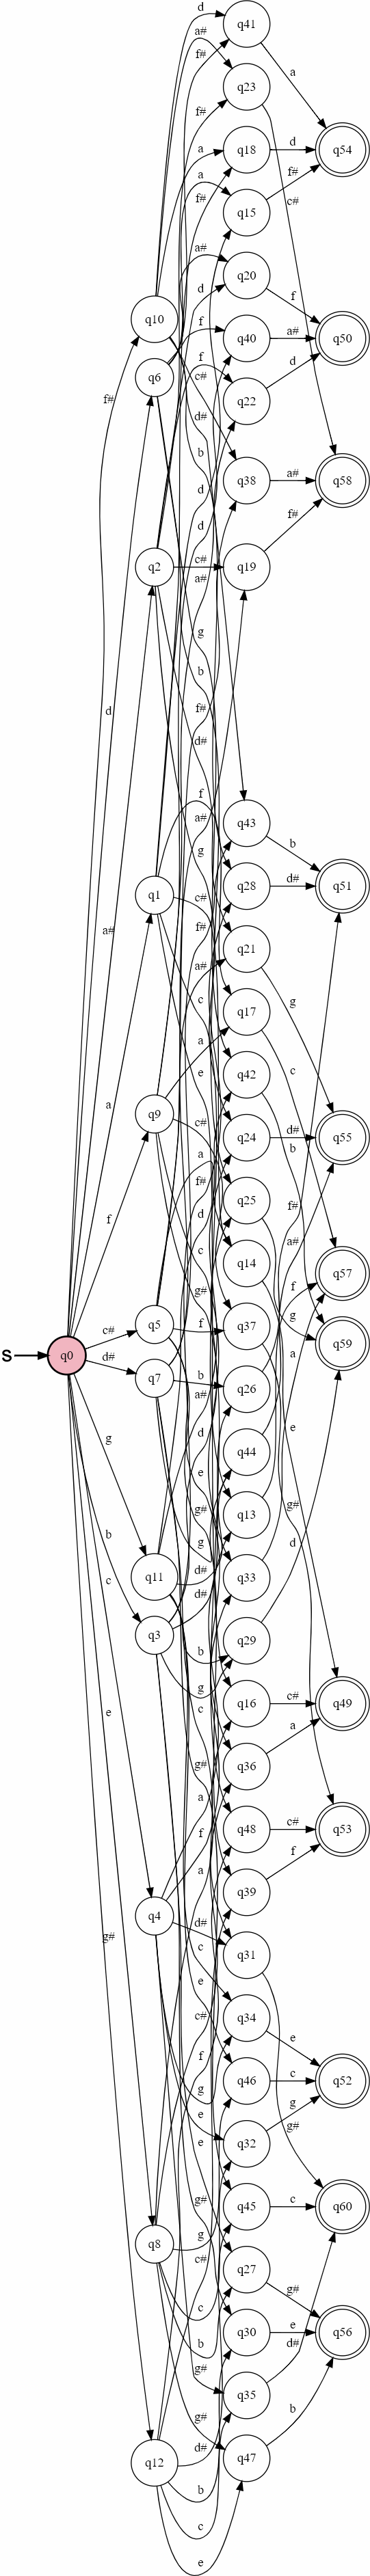 d
q41
a#
f#
q23
a
f#
q18
d
q54
a
a
f#
q15
f#
c#
a#
q20
d
f
q10
f
q40
a#
q50
f
d
q6
c#
q22
f#
d#
b
q38
a#
q58
d
f#
d
q2
c#
q19
a#
g
b
f#
d
d#
f
a#
q43
b
g
q28
d#
q51
q1
c#
a
f#
a#
q21
g
a#
c
q17
f#
a
e
q42
c
q9
c#
q24
d#
q55
f
b
a
f#
q25
a#
d
c
q14
q57
g#
f
q5
f
q37
g
c#
q59
S
q0
a
d#
q7
b
q26
a#
d
e
g
q44
e
g#
g#
q13
d
q11
g
d#
q33
c
b
d#
q3
b
q29
g
c
q16
c#
q49
e
a
g#
q36
a
f
q48
c#
q53
f
q4
d#
q39
g#
c
q31
e
c#
q34
e
g#
f
q46
c
q52
g
e
q32
g
e
g#
q45
c
q60
g
q8
c#
q27
c
g#
b
q30
e
q56
g#
d#
d#
q35
g#
b
b
q12
c
q47
e